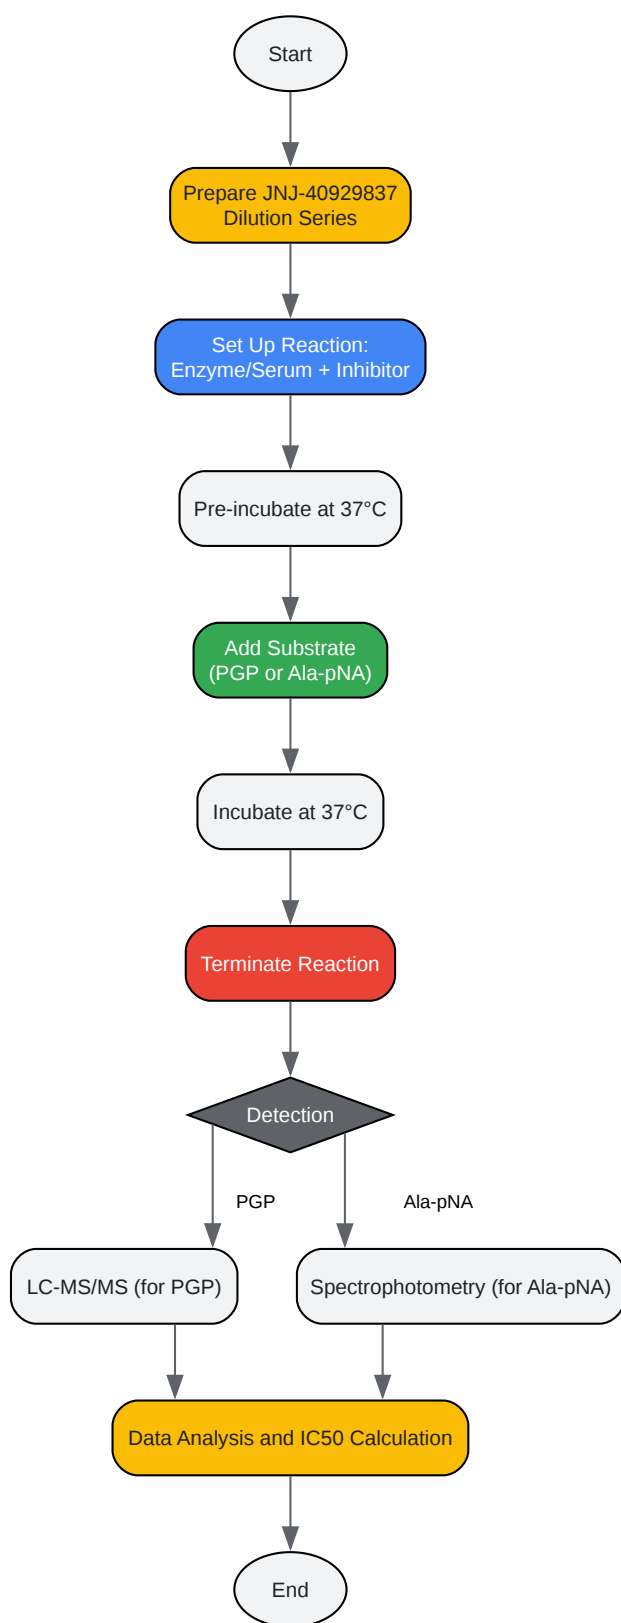 Start
Prepare JNJ-40929837
Dilution Series
Set Up Reaction:
Enzyme/Serum + Inhibitor
Pre-incubate at 37°C
Add Substrate
(PGP or Ala-pNA)
Incubate at 37°C
Terminate Reaction
Detection
PGP
Ala-pNA
LC-MS/MS (for PGP)
Spectrophotometry (for Ala-pNA)
Data Analysis and IC50 Calculation
End